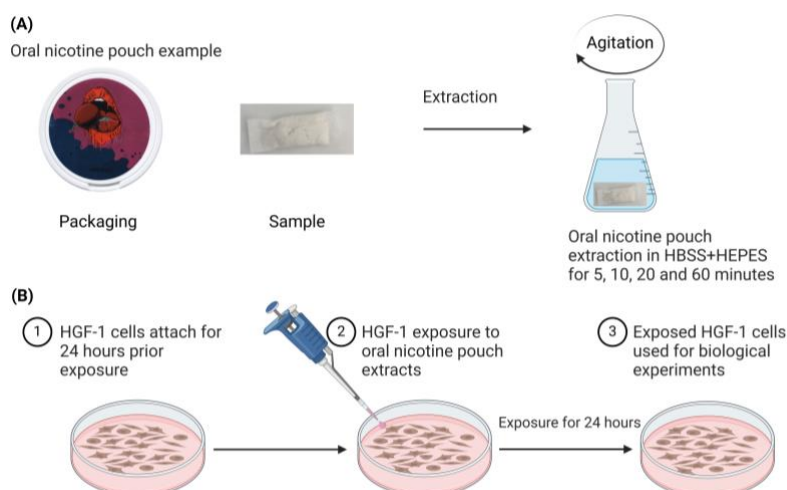 (A)
Oral nicotine pouch example
Packaging
Sample
Extraction
Agitation
Oral nicotine pouch
extraction in HBSS+HEPES
for 5, 10, 20 and 60 minutes
(B)
1
HGF-1 cells attach for
24 hours prior
exposure
2
HGF-1 exposure to
oral nicotine pouch
extracts
Exposure for 24 hours
3
Exposed HGF-1 cells
used for biological
experiments